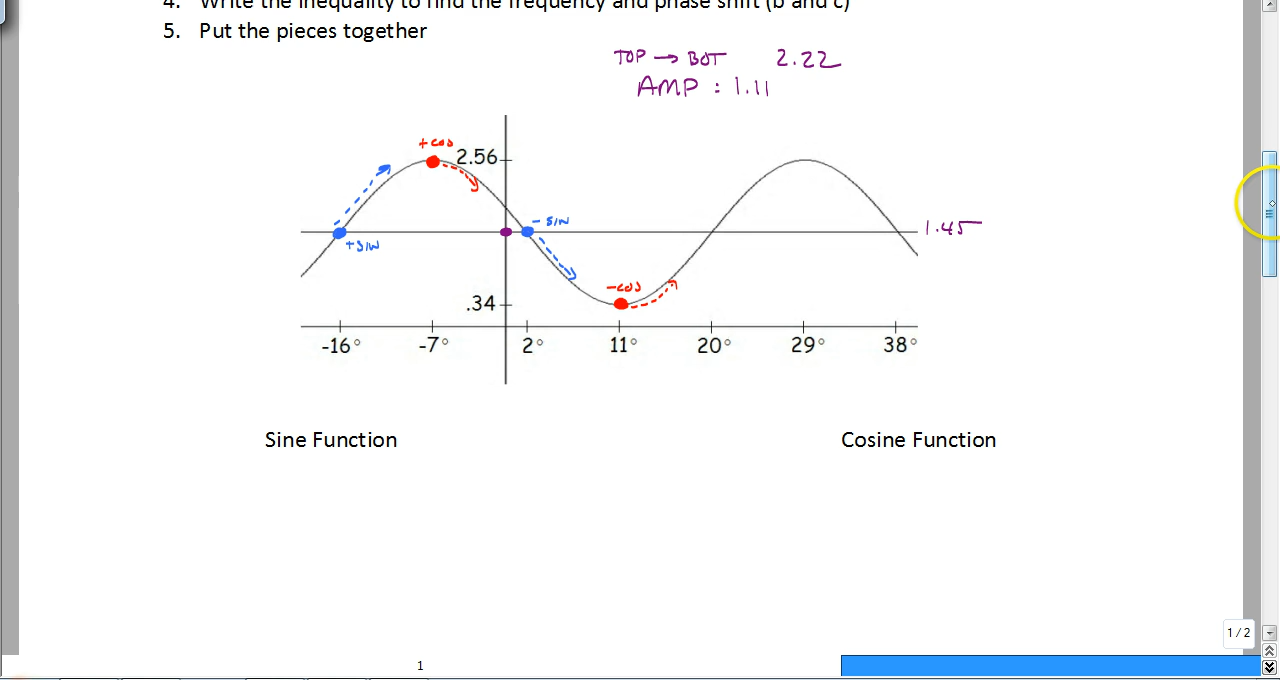 4. Write the inequality to find the frequency and phase shift (b and c)
5. Put the pieces together
TOP → BOT 2.22
AMP : 1.11
+cos
2.56
-SIN
1.45
+SIN
-cos
.34
-16° -7° 2° 11° 20° 29° 38°
Sine Function Cosine Function
1 / 2
1